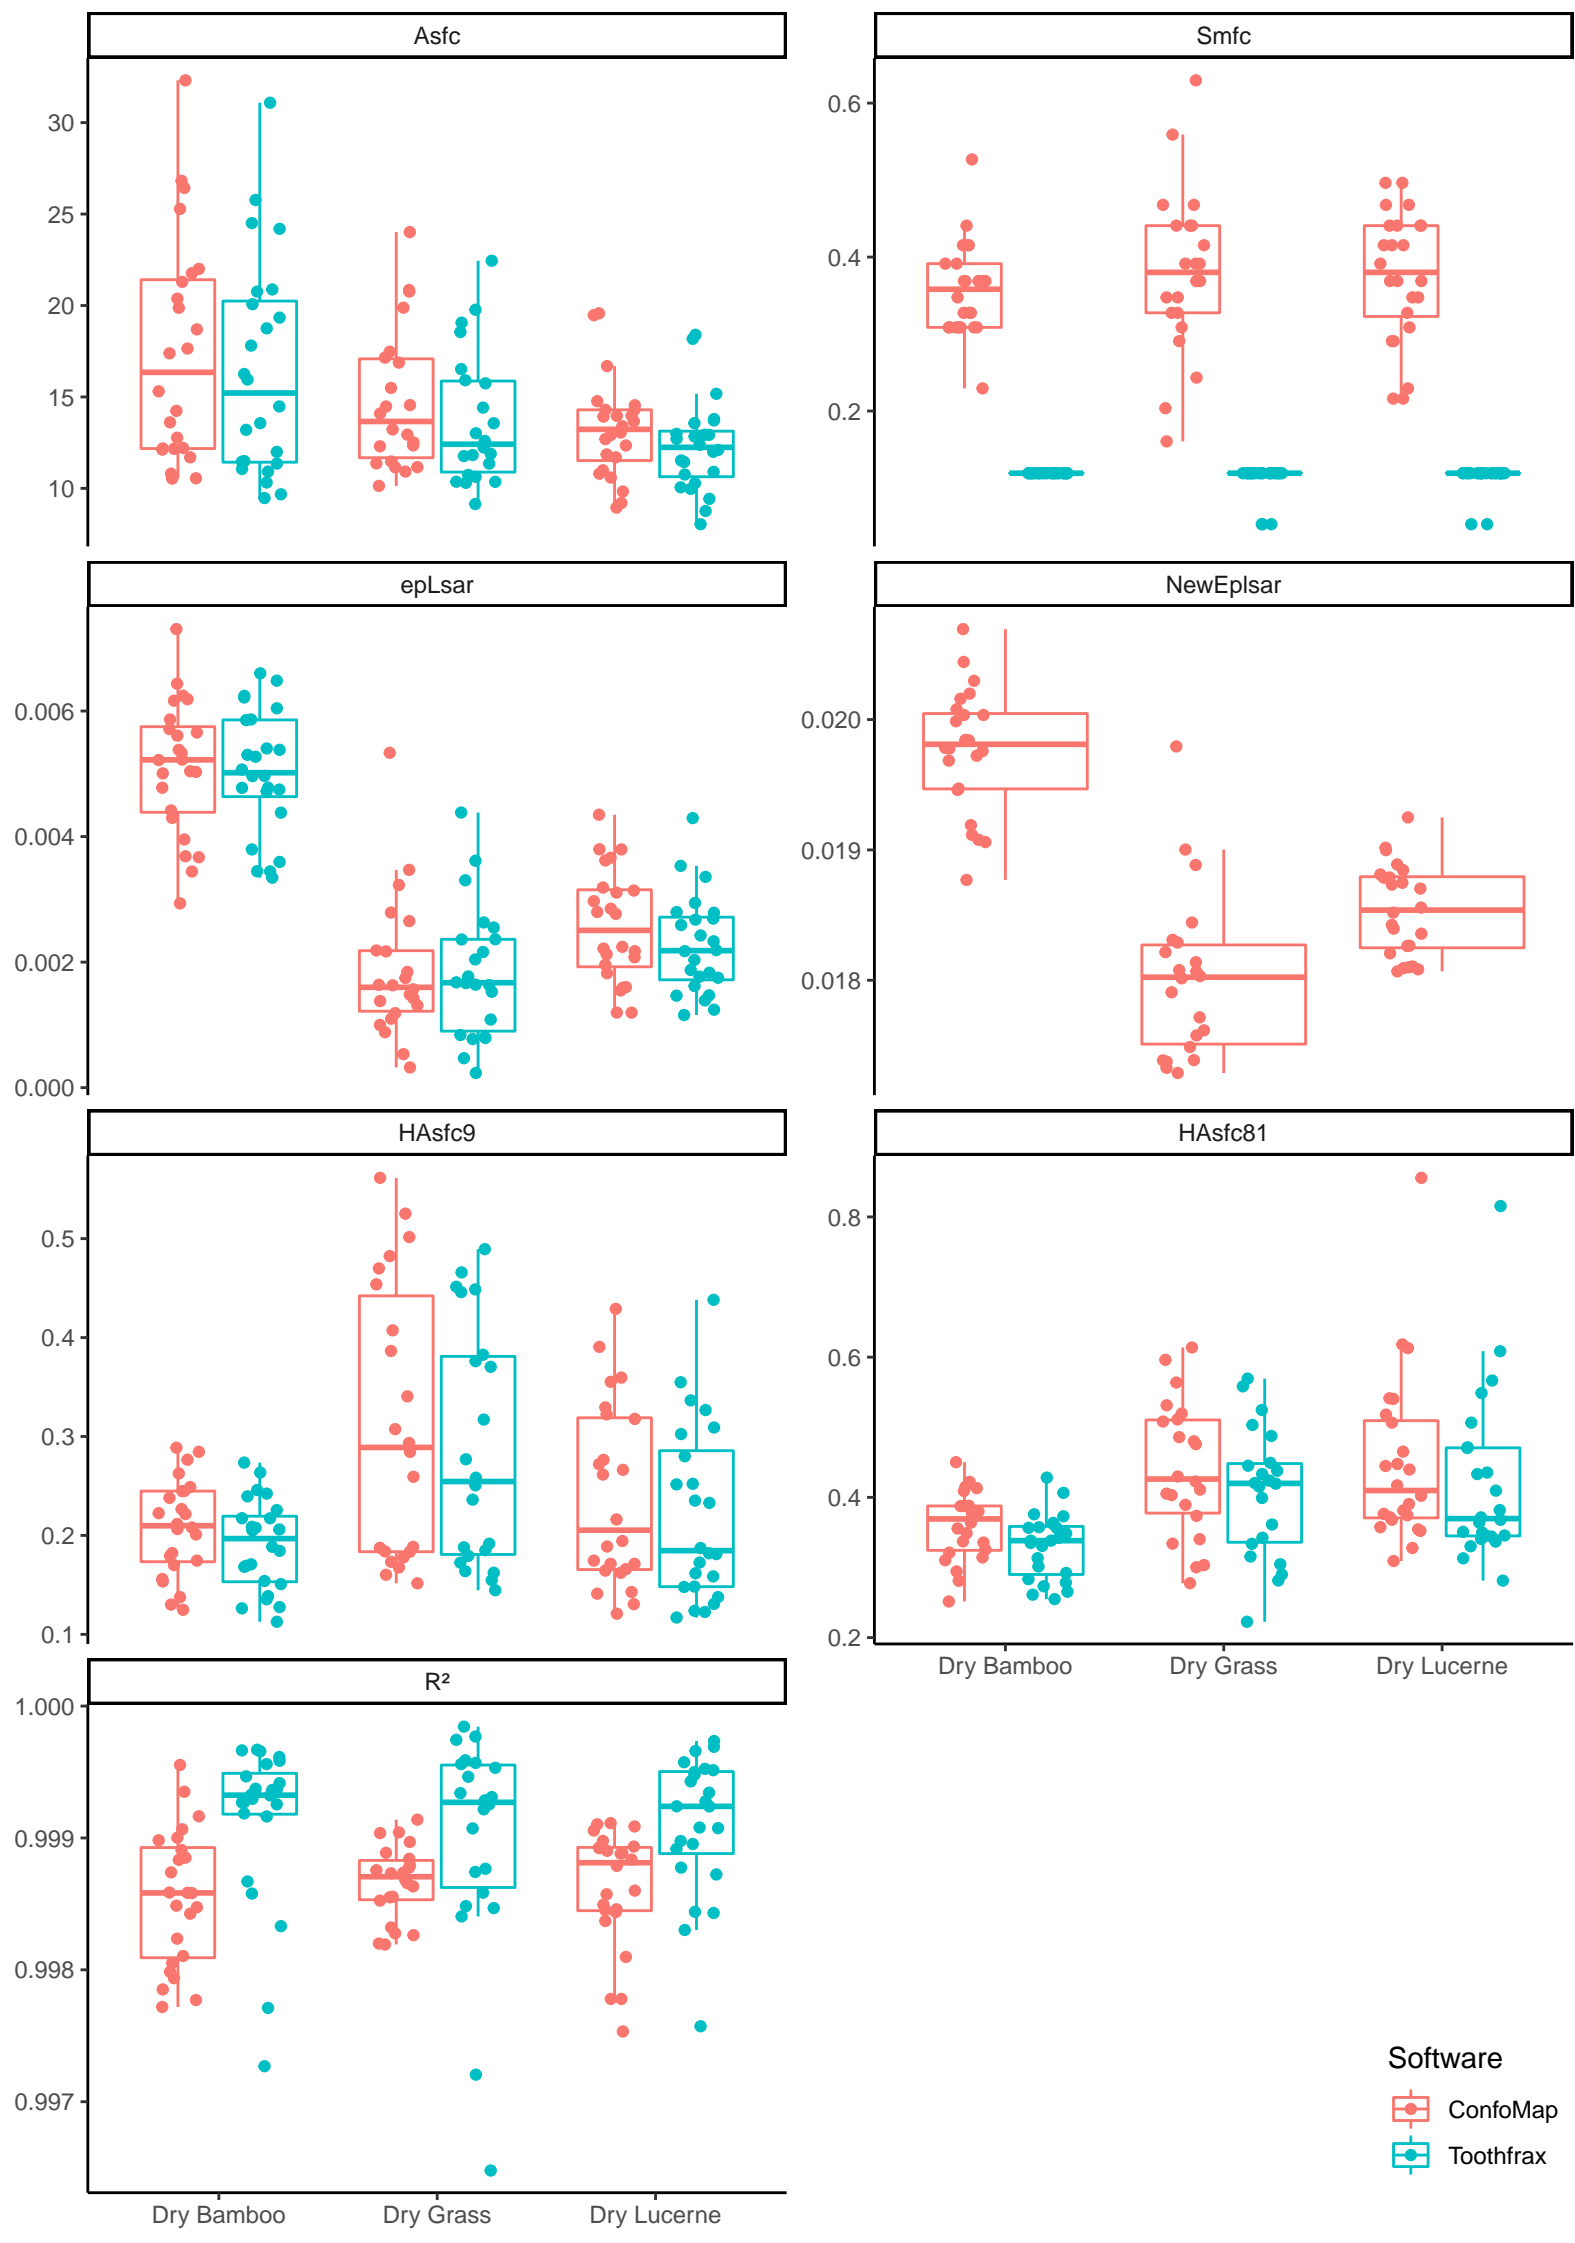 Asfc
Smfc
30
25
20
15
10
0.6
0.4
0.2
epLsar
NewEplsar
0.006
0.004
0.002
0.000
0.020
0.019
0.018
HAsfc9
HAsfc81
0.5
0.4
0.3
0.2
0.1
0.8
0.6
0.4
0.2
Dry Bamboo
Dry Grass
Dry Lucerne
R²
1.000
0.999
0.998
0.997
Dry Bamboo
Dry Grass
Dry Lucerne
Software
ConfoMap
Toothfrax